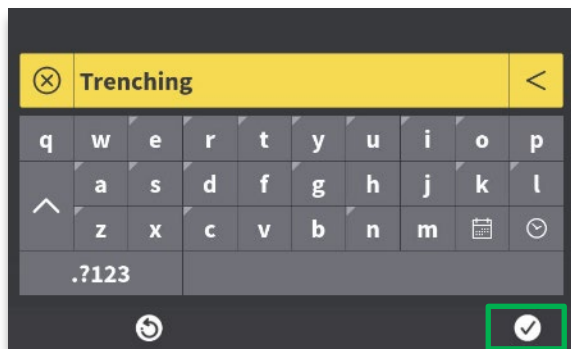 Trenching <
q w e r t y u i o p
a s d f g h j k l
z x c v b n m
.?123